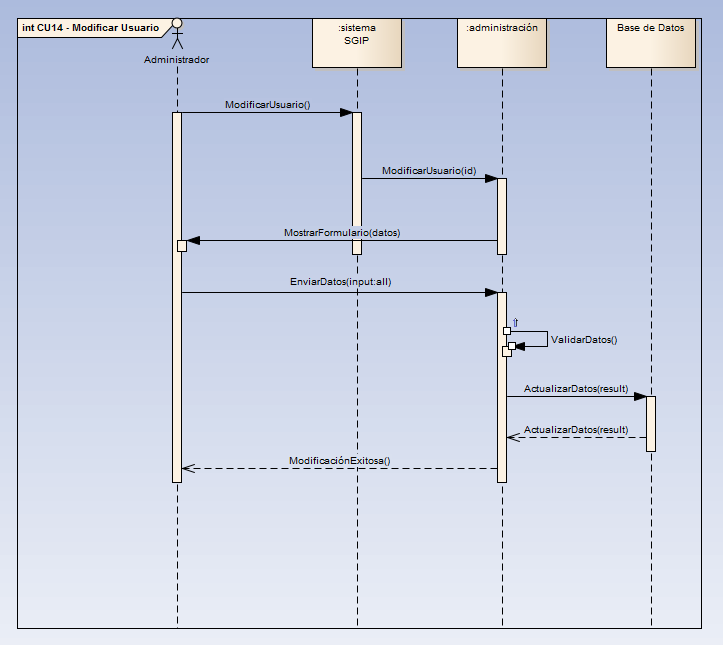 int CU14 - Modificar Usuario
Administrador
:sistema
SGIP
:administración
Base de Datos
ModificarUsuario()
ModificarUsuario(id)
MostrarFormulario(datos)
EnviarDatos(input:all)
⇑
ValidarDatos()
ActualizarDatos(result)
ActualizarDatos(result)
ModificaciónExitosa()